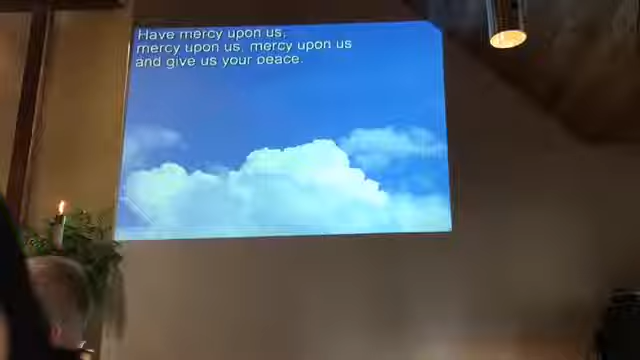 Have mercy upon us,
mercy upon us, mercy upon us
and give us your peace.